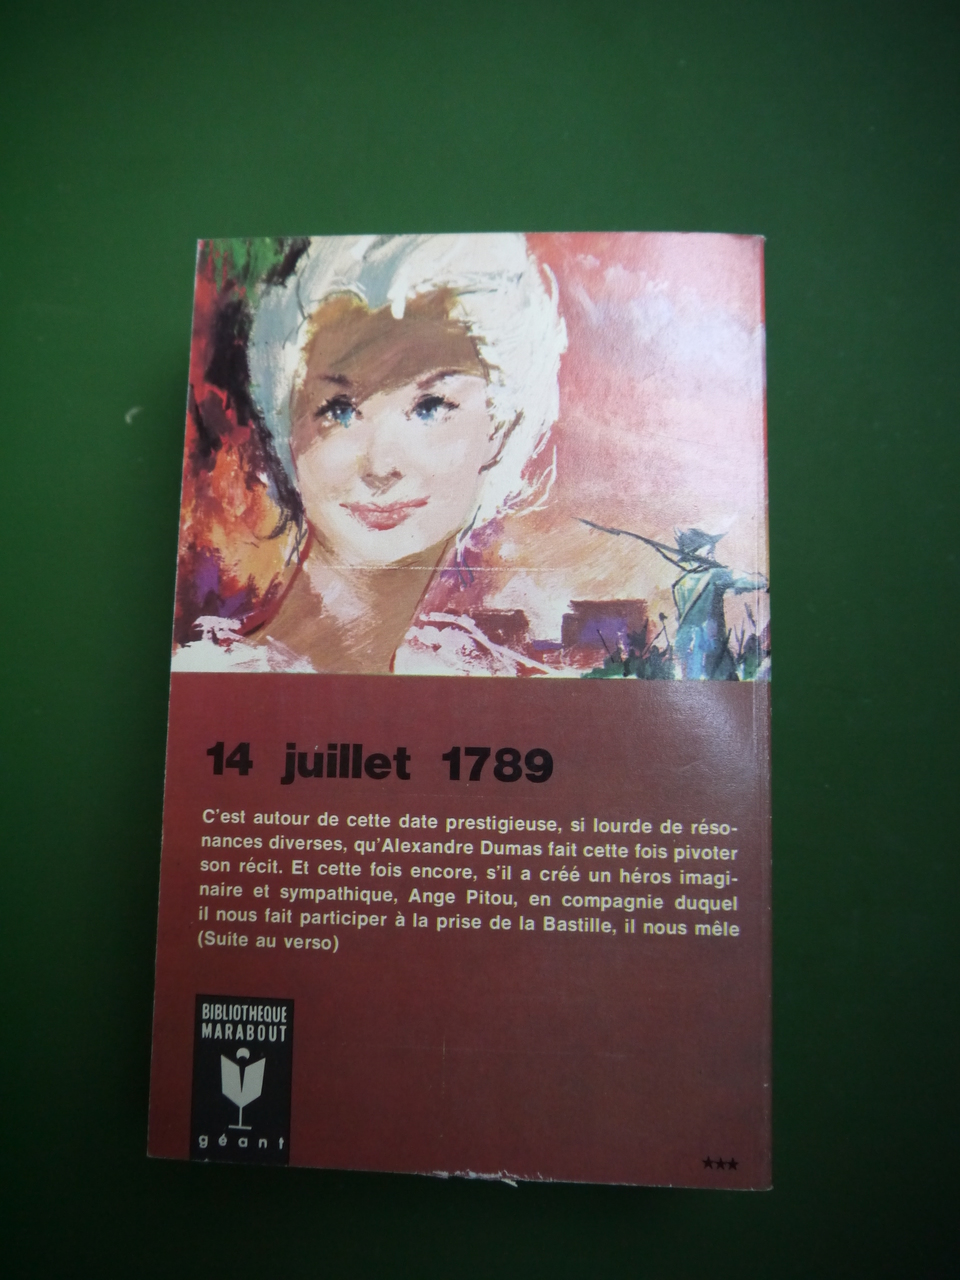 14 juillet 1789
C'est autour de cette date prestigieuse, si lourde de réso-
nances diverses, qu'Alexandre Dumas fait cette fois pivoter
son récit. Et cette fois encore, s'il a créé un héros imagi-
naire et sympathique, Ange Pitou, en compagnie duquel
il nous fait participer à la prise de la Bastille, il nous mêle
(Suite au verso)
BIBLIOTHEQUE
MARABOUT
géant
★★★